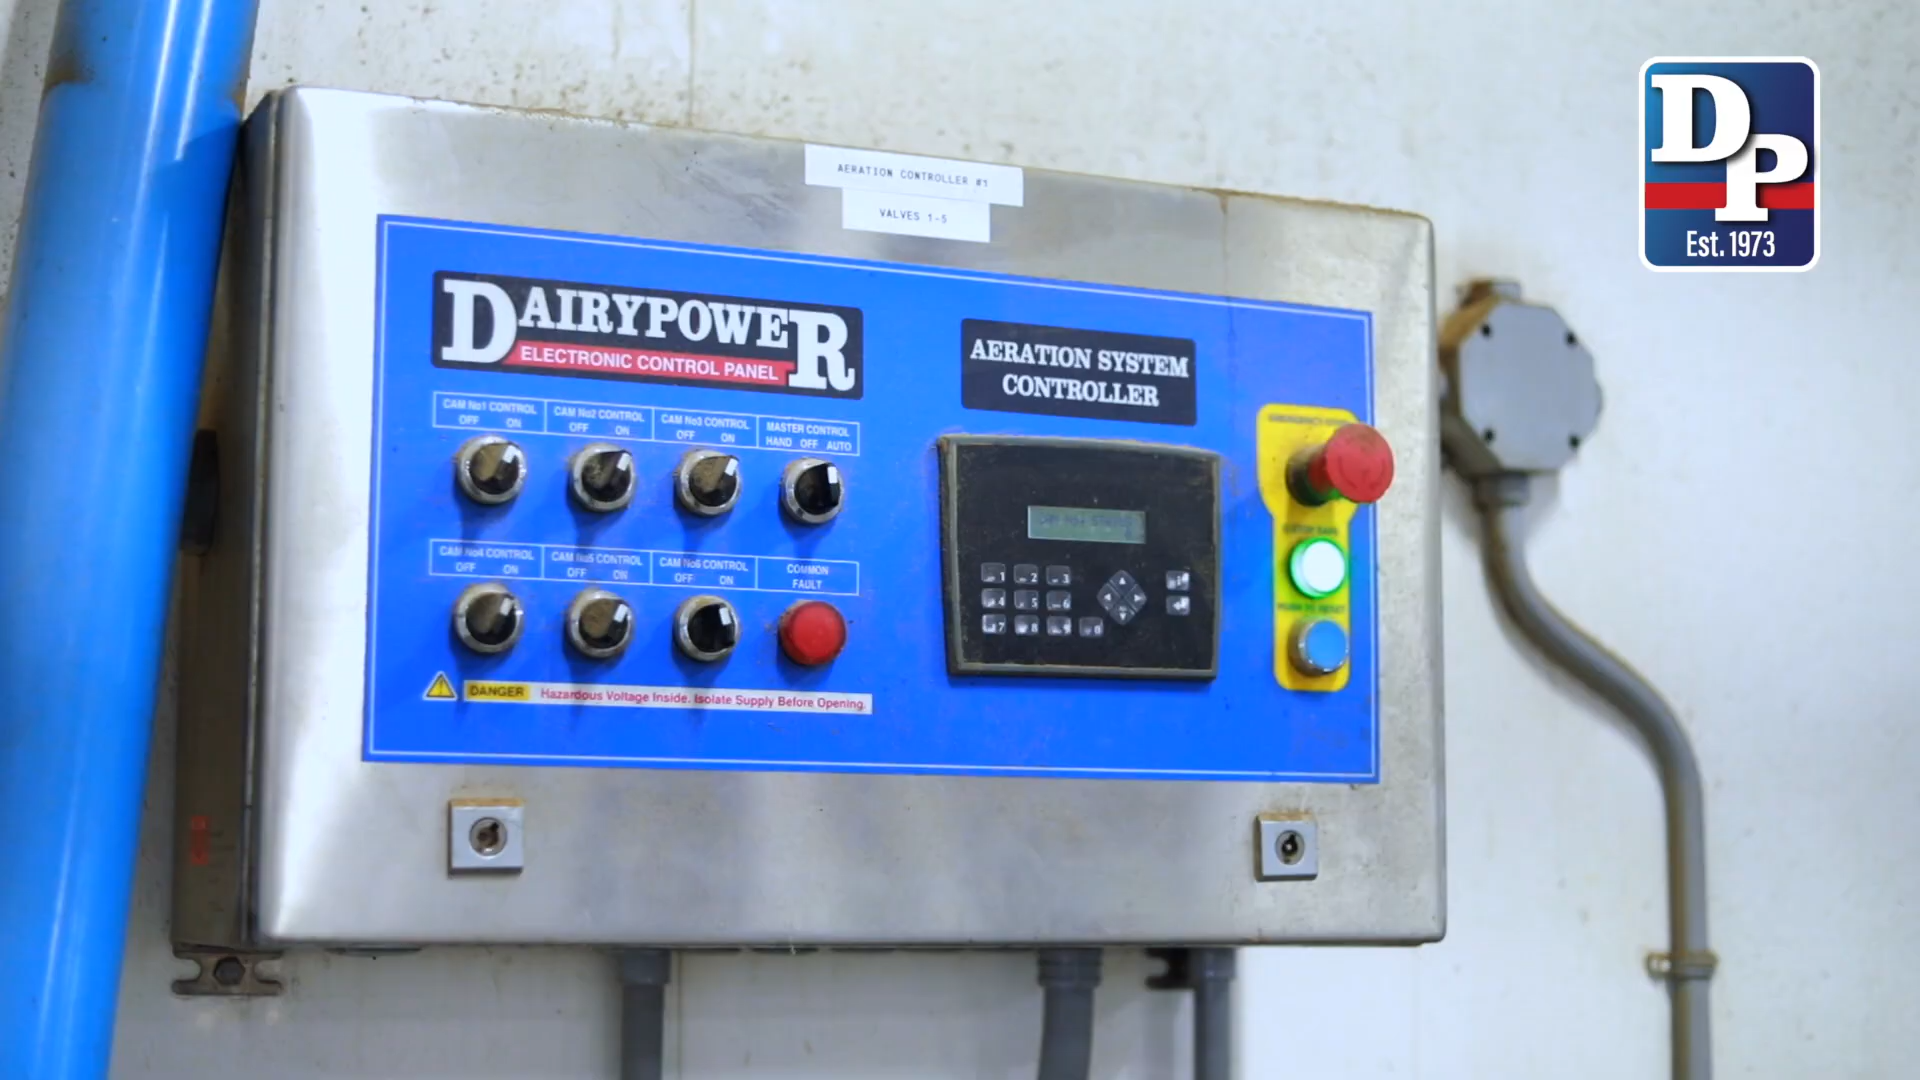 AERATION CONTROLLER #1
VALVES 1-5
DP
Est. 1973
DAIRYPOWER
ELECTRONIC CONTROL PANEL
AERATION SYSTEM
CONTROLLER
CAM No1 CONTROL
OFF ON
CAM No2 CONTROL
OFF ON
CAM No3 CONTROL
OFF ON
MASTER CONTROL
HAND OFF AUTO
CAM No4 CONTROL
OFF ON
CAM No5 CONTROL
OFF ON
CAM No6 CONTROL
OFF ON
COMMON
FAULT
DANGER Hazardous Voltage Inside. Isolate Supply Before Opening.
1 2 3
4 5 6
7 8 9 0
PUSH TO RESET